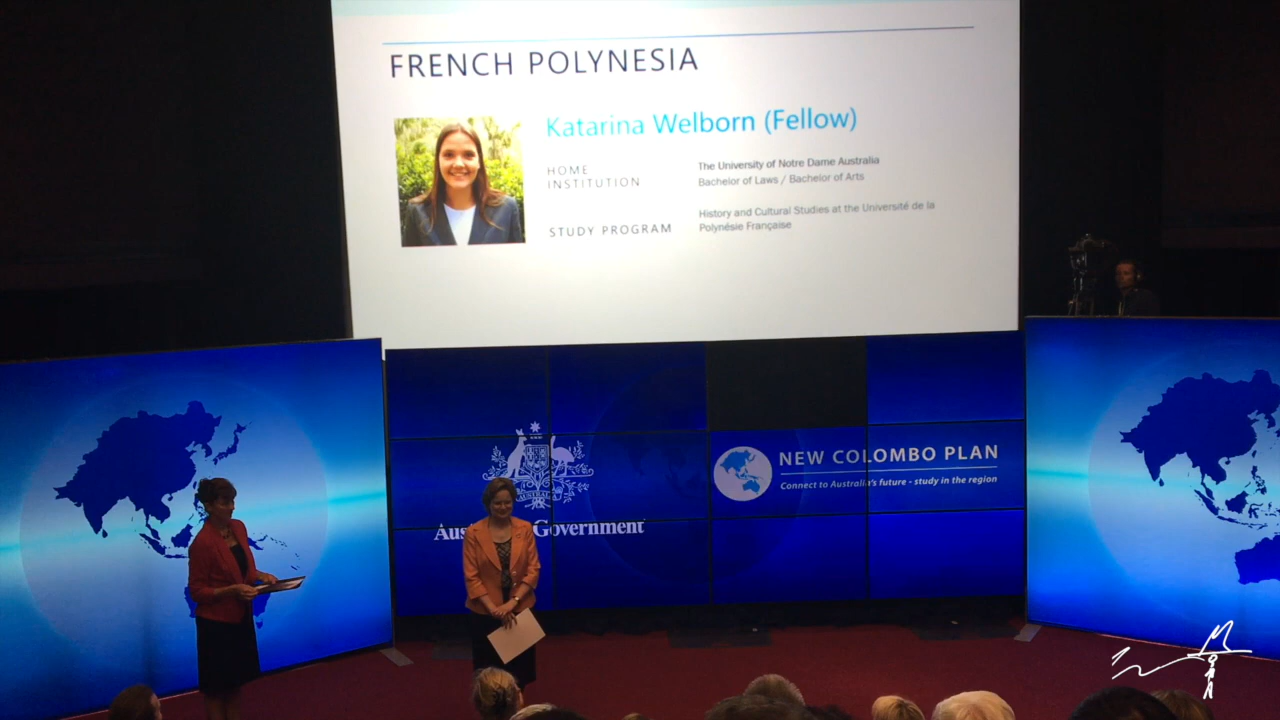 FRENCH POLYNESIA
Katarina Welborn (Fellow)
HOME
INSTITUTION
The University of Notre Dame Australia
Bachelor of Laws / Bachelor of Arts
STUDY PROGRAM
History and Cultural Studies at the Université de la
Polynésie Française
AUSTRALIA
Aus Government
NEW COLOMBO PLAN
Connect to Australia's future - study in the region